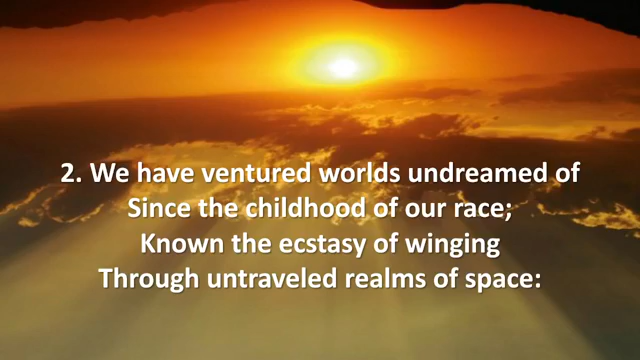 2. We have ventured worlds undreamed of
Since the childhood of our race;
Known the ecstasy of winging
Through untraveled realms of space: